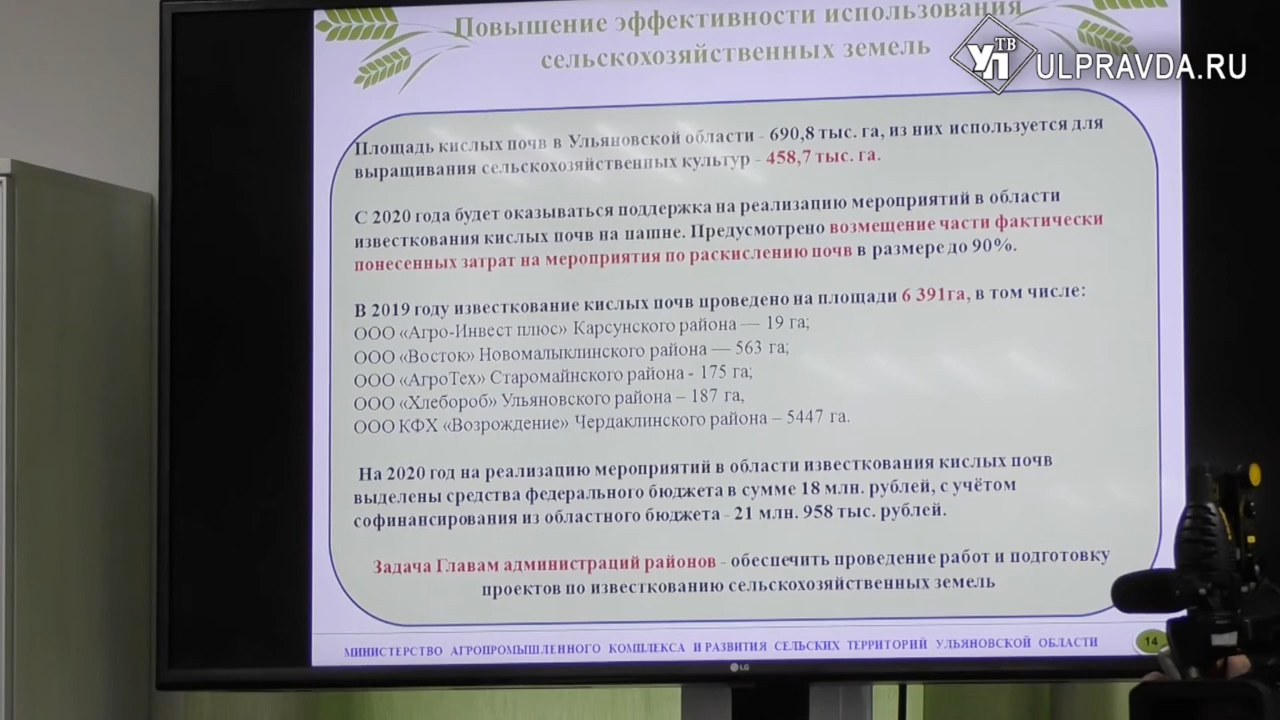 Повышение эффективности использования
сельскохозяйственных земель
УП ТВ
ULPRAVDA.RU
Площадь кислых почв в Ульяновской области - 690,8 тыс. га, из них используется для
выращивания сельскохозяйственных культур - 458,7 тыс. га.
С 2020 года будет оказываться поддержка на реализацию мероприятий в области
известкования кислых почв на пашне. Предусмотрено возмещение части фактически
понесенных затрат на мероприятия по раскислению почв в размере до 90%.
В 2019 году известкование кислых почв проведено на площади 6 391га, в том числе:
ООО «Агро-Инвест плюс» Карсунского района — 19 га;
ООО «Восток» Новомалыклинского района — 563 га;
ООО «АгроТех» Старомайнского района - 175 га;
ООО «Хлебороб» Ульяновского района – 187 га,
ООО КФХ «Возрождение» Чердаклинского района – 5447 га.
На 2020 год на реализацию мероприятий в области известкования кислых почв
выделены средства федерального бюджета в сумме 18 млн. рублей, с учётом
софинансирования из областного бюджета - 21 млн. 958 тыс. рублей.
Задача Главам администраций районов - обеспечить проведение работ и подготовку
проектов по известкованию сельскохозяйственных земель
МИНИСТЕРСТВО АГРОПРОМЫШЛЕННОГО КОМПЛЕКСА И РАЗВИТИЯ СЕЛЬСКИХ ТЕРРИТОРИЙ УЛЬЯНОВСКОЙ ОБЛАСТИ
14
LG